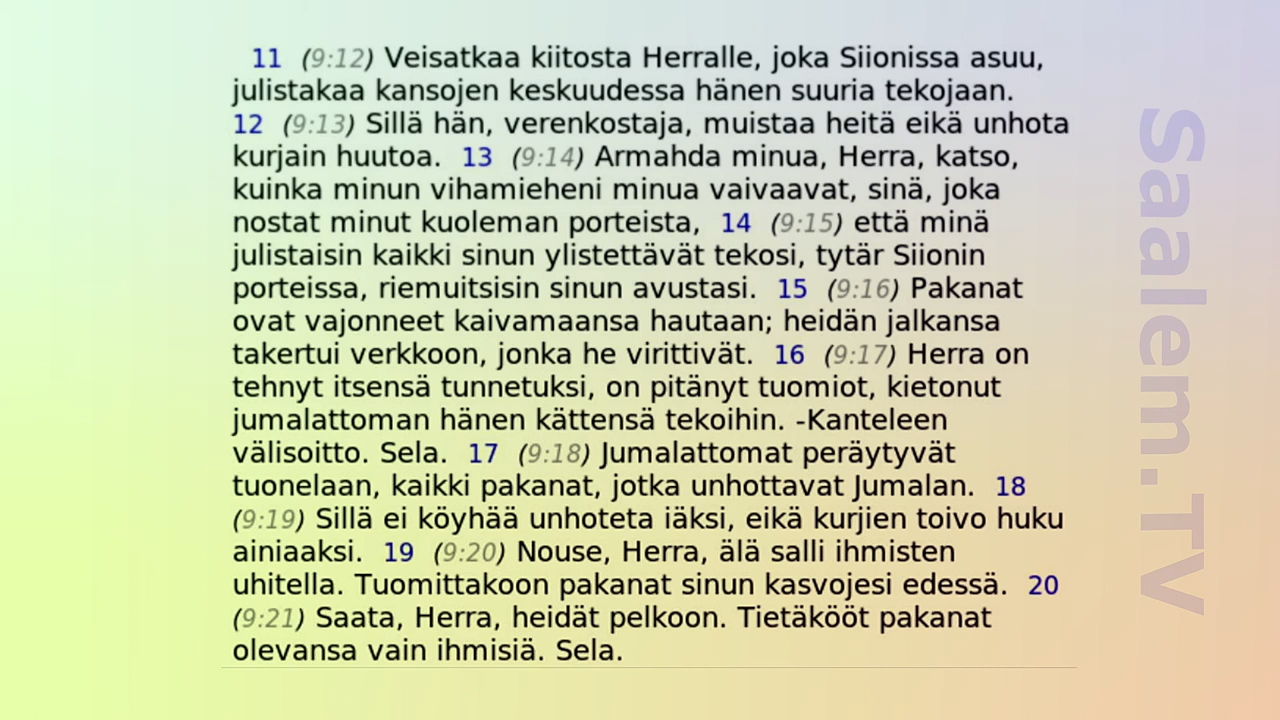 11 (9:12) Veisatkaa kiitosta Herralle, joka Siionissa asuu,
julistakaa kansojen keskuudessa hänen suuria tekojaan.
12 (9:13) Sillä hän, verenkostaja, muistaa heitä eikä unhota
kurjain huutoa. 13 (9:14) Armahda minua, Herra, katso,
kuinka minun vihamieheni minua vaivaavat, sinä, joka
nostat minut kuoleman porteista, 14 (9:15) että minä
julistaisin kaikki sinun ylistettävät tekosi, tytär Siionin
porteissa, riemuitsisin sinun avustasi. 15 (9:16) Pakanat
ovat vajonneet kaivamaansa hautaan; heidän jalkansa
takertui verkkoon, jonka he virittivät. 16 (9:17) Herra on
tehnyt itsensä tunnetuksi, on pitänyt tuomiot, kietonut
jumalattoman hänen kättensä tekoihin. -Kanteleen
välisoitto. Sela. 17 (9:18) Jumalattomat peräytyvät
tuonelaan, kaikki pakanat, jotka unhottavat Jumalan. 18
(9:19) Sillä ei köyhää unhoteta iäksi, eikä kurjien toivo huku
ainiaaksi. 19 (9:20) Nouse, Herra, älä salli ihmisten
uhitella. Tuomittakoon pakanat sinun kasvojesi edessä. 20
(9:21) Saata, Herra, heidät pelkoon. Tietäkööt pakanat
olevansa vain ihmisiä. Sela.
Saalem.TV